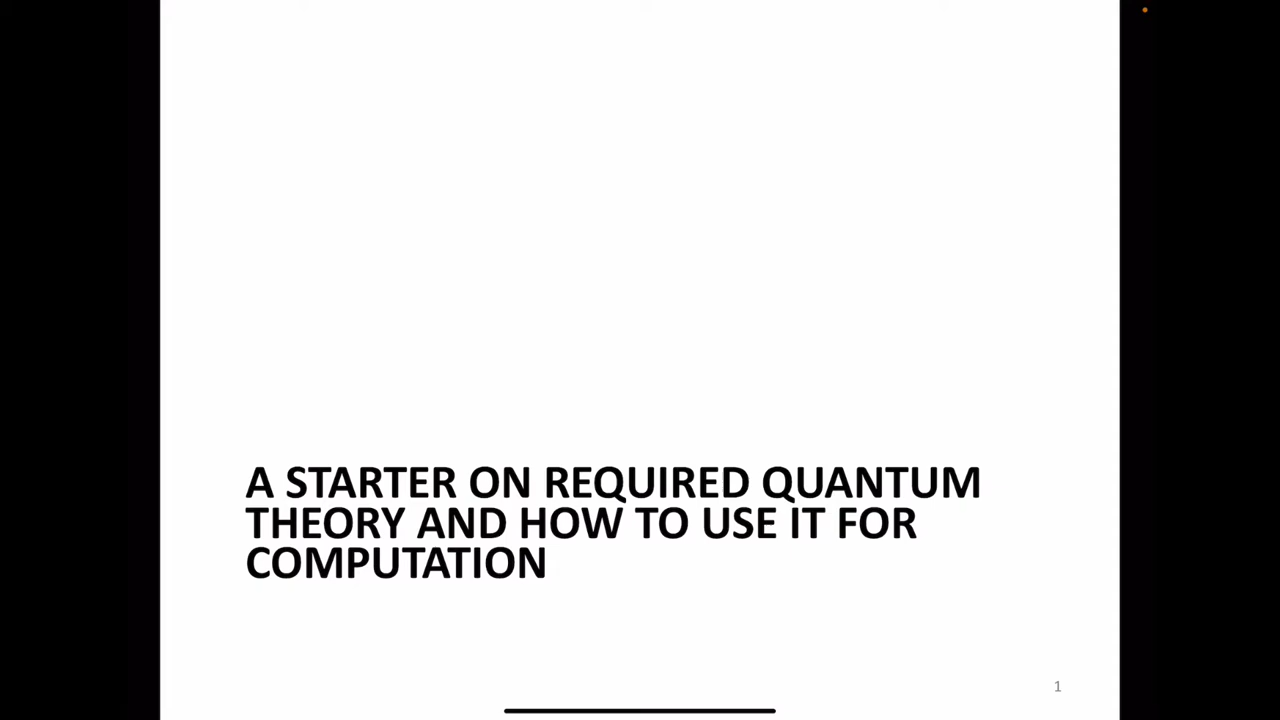 A STARTER ON REQUIRED QUANTUM
THEORY AND HOW TO USE IT FOR
COMPUTATION
1